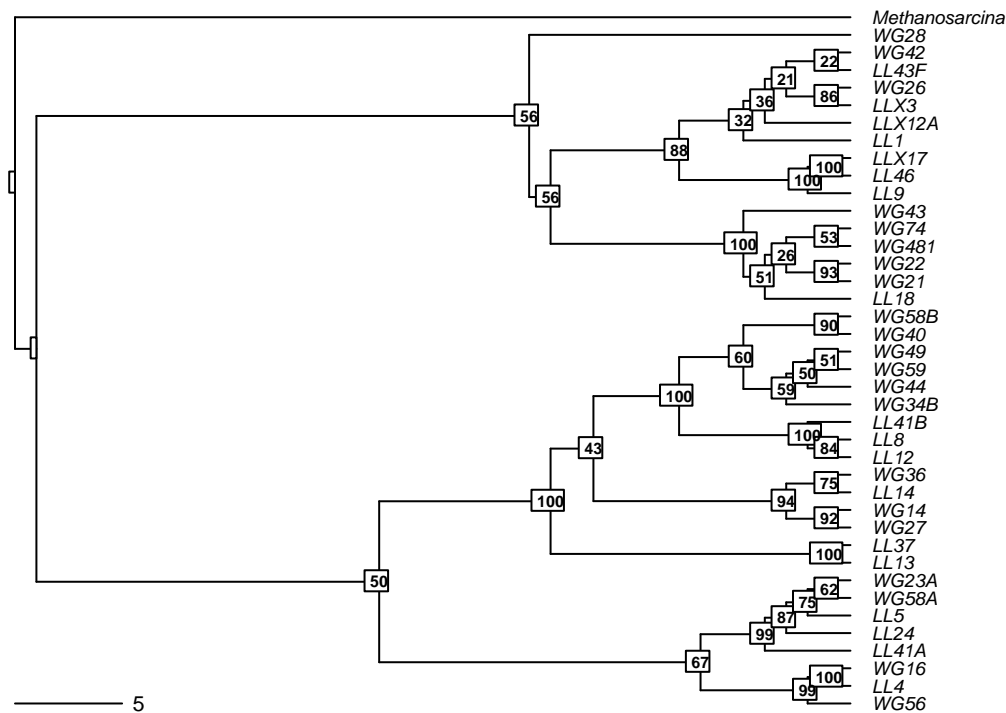 Methanosarcina
WG28
WG42
22
LL43F
21
WG26
36
86
LLX3
56
32
LLX12A
LL1
88
LLX17
100
100
LL46
56
LL9
WG43
WG74
100
53
WG481
26
WG22
51
93
WG21
LL18
WG58B
90
WG40
60
WG49
51
50
WG59
59
WG44
100
WG34B
LL41B
100
LL8
43
84
LL12
WG36
75
LL14
100
94
WG14
92
WG27
LL37
100
LL13
50
WG23A
62
75
WG58A
87
LL5
99
LL24
LL41A
67
WG16
100
99
LL4
WG56
5